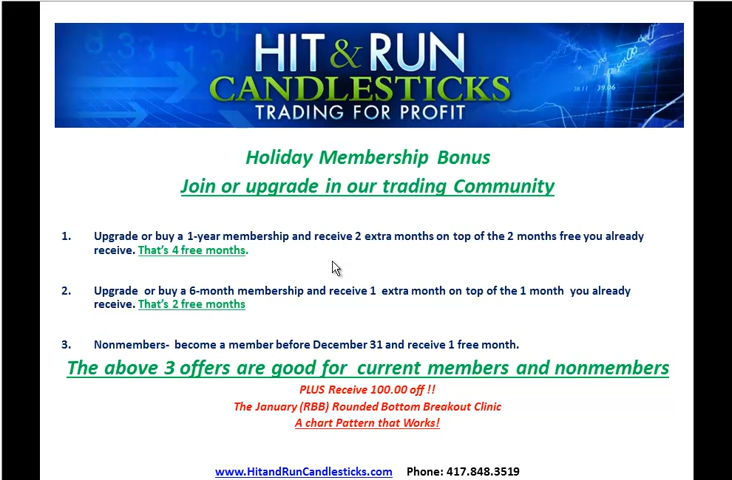 HIT & RUN
CANDLESTICKS
TRADING FOR PROFIT
Holiday Membership Bonus
Join or upgrade in our trading Community
1. Upgrade or buy a 1-year membership and receive 2 extra months on top of the 2 months free you already
receive. That's 4 free months.
2. Upgrade or buy a 6-month membership and receive 1 extra month on top of the 1 month you already
receive. That's 2 free months
3. Nonmembers- become a member before December 31 and receive 1 free month.
The above 3 offers are good for current members and nonmembers
PLUS Receive 100.00 off !!
The January (RBB) Rounded Bottom Breakout Clinic
A chart Pattern that Works!
www.HitandRunCandlesticks.com Phone: 417.848.3519